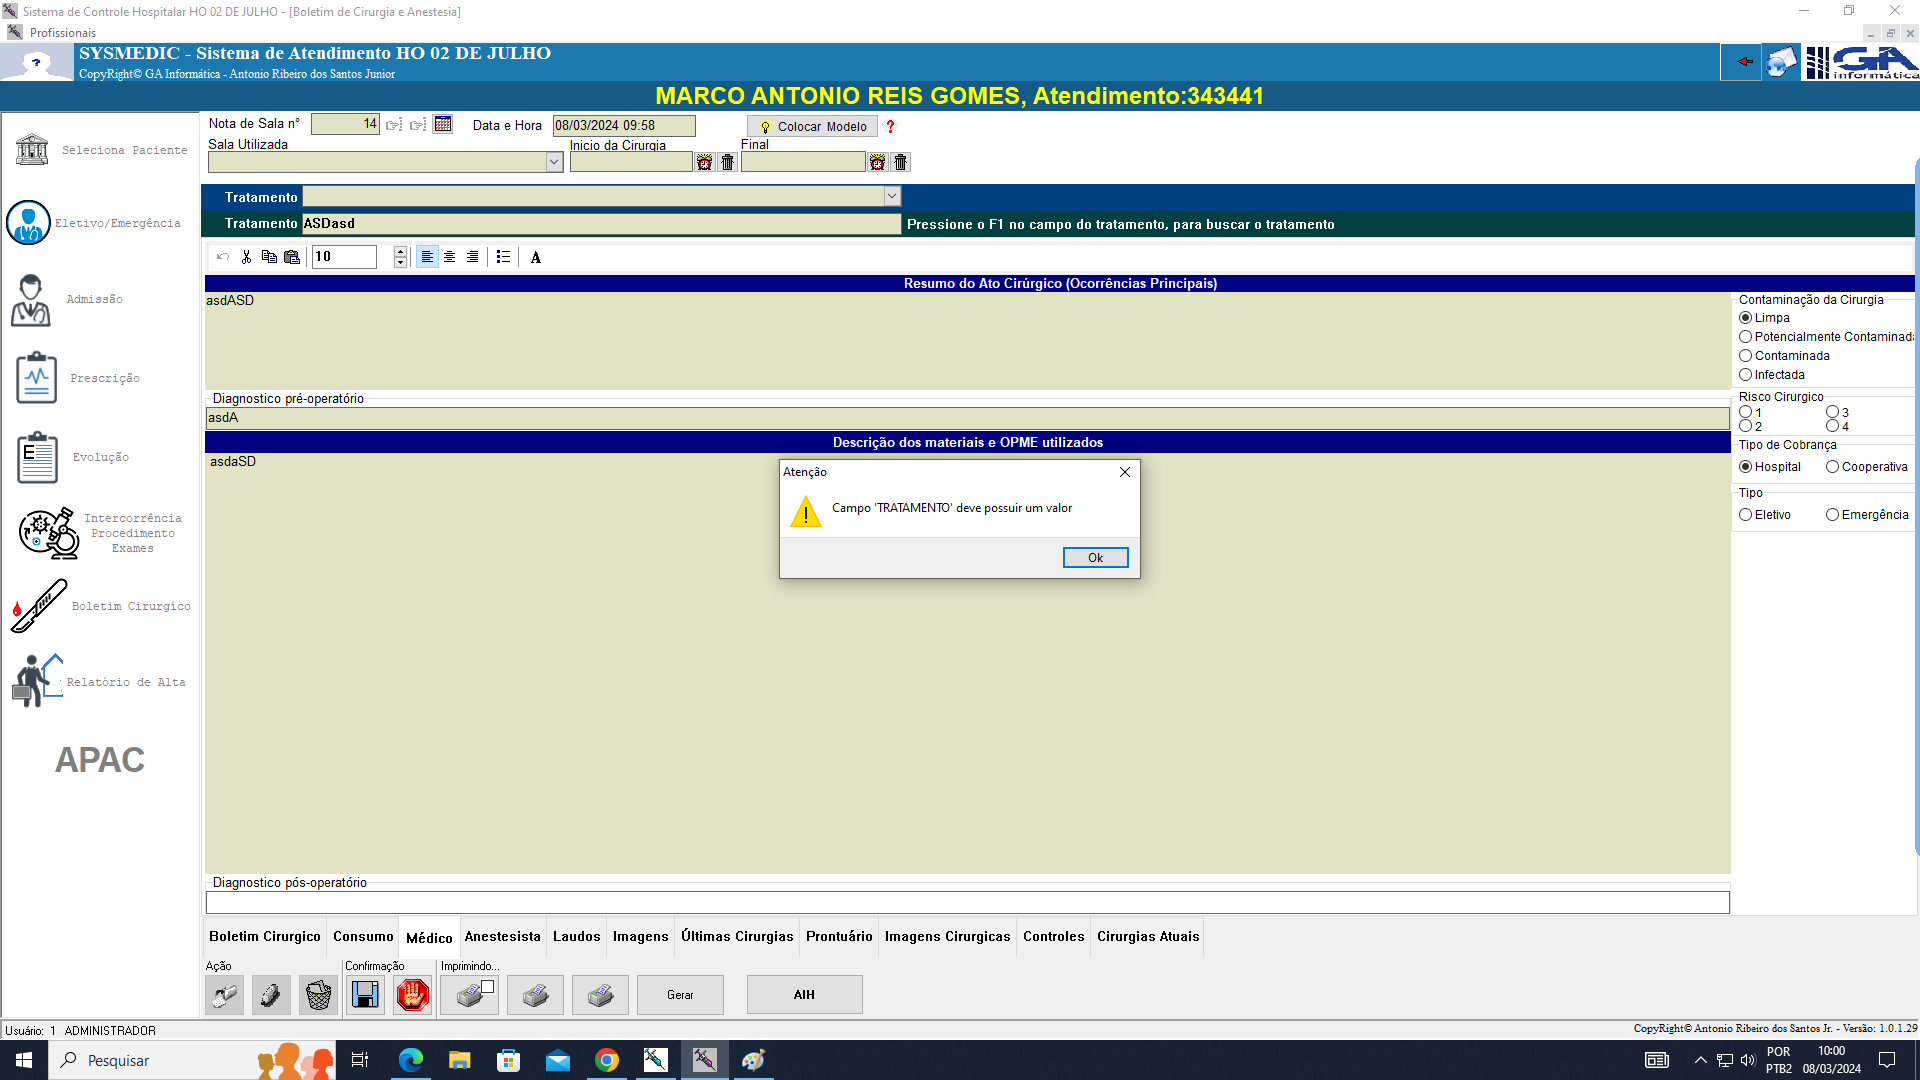 Sistema de Controle Hospitalar HO 02 DE JULHO - [Boletim de Cirurgia e Anestesia]
Profissionais
SYSMEDIC - Sistema de Atendimento HO 02 DE JULHO
CopyRight© GA Informática - Antonio Ribeiro dos Santos Junior
GA
informática
MARCO ANTONIO REIS GOMES, Atendimento:343441
Nota de Sala n° 14
Data e Hora 08/03/2024 09:58
Colocar Modelo ?
Sala Utilizada
Inicio da Cirurgia
Final
Tratamento
Tratamento ASDasd
Pressione o F1 no campo do tratamento, para buscar o tratamento
10
A
Resumo do Ato Cirúrgico (Ocorrências Principais)
asdASD
Diagnostico pré-operatório
asdA
Descrição dos materiais e OPME utilizados
asdaSD
Atenção
Campo 'TRATAMENTO' deve possuir um valor
Ok
Diagnostico pós-operatório
Contaminação da Cirurgia
Limpa
Potencialmente Contaminada
Contaminada
Infectada
Risco Cirurgico
1 3
2 4
Tipo de Cobrança
Hospital Cooperativa
Tipo
Eletivo Emergência
Seleciona Paciente
Eletivo/Emergência
Admissão
Prescrição
Evolução
Intercorrência
Procedimento
Exames
Boletim Cirurgíco
Relatório de Alta
APAC
Boletim Cirurgico Consumo Médico Anestesista Laudos Imagens Últimas Cirurgias Prontuário Imagens Cirurgicas Controles Cirurgias Atuais
Ação Confirmação Imprimindo...
Gerar AIH
Usuário: 1 ADMINISTRADOR
CopyRight© Antonio Ribeiro dos Santos Jr. - Versão: 1.0.1.29
Pesquisar
POR
PTB2
10:00
08/03/2024